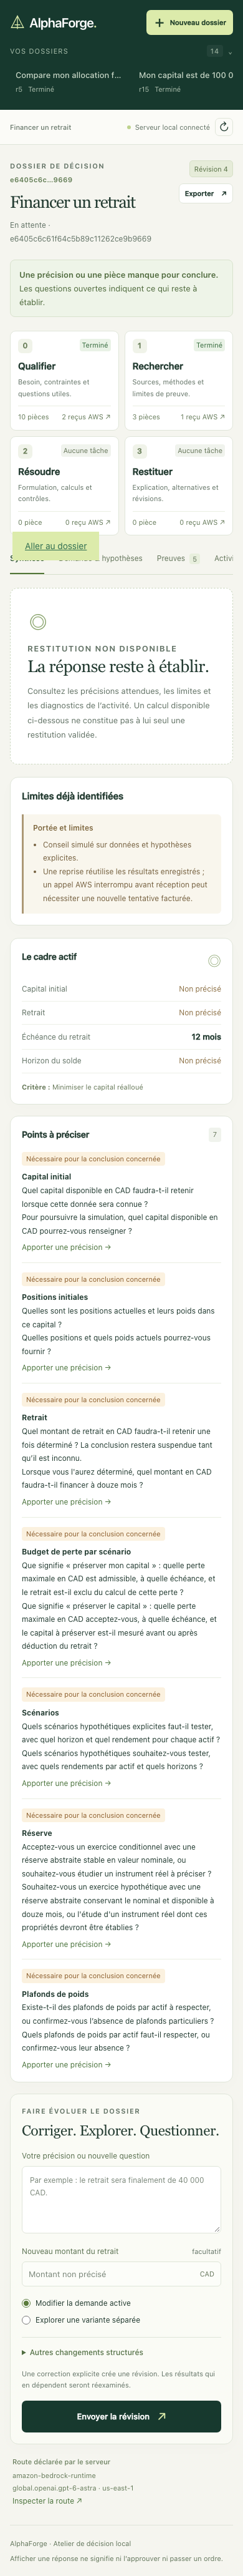 AlphaForge.
+ Nouveau dossier
VOS DOSSIERS
14
Compare mon allocation f...
r5 Terminé
Mon capital est de 100 0
r15 Terminé
Financer un retrait
Serveur local connecté
DOSSIER DE DÉCISION
e6405c6c…9669
Révision 4
Financer un retrait
Exporter ↗
En attente ·
e6405c6c61f64c5b89c11262ce9b9669
Une précision ou une pièce manque pour conclure.
Les questions ouvertes indiquent ce qui reste à
établir.
0
Terminé
Qualifier
Besoin, contraintes et
questions utiles.
10 pièces
2 reçus AWS ↗
1
Terminé
Rechercher
Sources, méthodes et
limites de preuve.
3 pièces
1 reçu AWS ↗
2
Aucune tâche
Résoudre
Formulation, calculs et
contrôles.
0 pièce
0 reçu AWS ↗
3
Aucune tâche
Restituer
Explication, alternatives et
révisions.
0 pièce
0 reçu AWS ↗
Aller au dossier
hypothèses
Preuves 5
Activi
RESTITUTION NON DISPONIBLE
La réponse reste à établir.
Consultez les précisions attendues, les limites et
les diagnostics de l'activité. Un calcul disponible
ci-dessous ne constitue pas à lui seul une
restitution validée.
Limites déjà identifiées
Portée et limites
• Conseil simulé sur données et hypothèses
explicites.
• Une reprise réutilise les résultats enregistrés ;
un appel AWS interrompu avant réception peut
nécessiter une nouvelle tentative facturée.
Le cadre actif
Capital initial
Non précisé
Retrait
Non précisé
Échéance du retrait
12 mois
Horizon du solde
Non précisé
Critère : Minimiser le capital réalloué
Points à préciser
7
Nécessaire pour la conclusion concernée
Capital initial
Quel capital disponible en CAD faudra-t-il retenir
lorsque cette donnée sera connue ?
Pour poursuivre la simulation, quel capital disponible en
CAD pourrez-vous renseigner ?
Apporter une précision →
Nécessaire pour la conclusion concernée
Positions initiales
Quelles sont les positions actuelles et leurs poids dans
ce capital ?
Quelles positions et quels poids actuels pourrez-vous
fournir ?
Apporter une précision →
Nécessaire pour la conclusion concernée
Retrait
Quel montant de retrait en CAD faudra-t-il retenir une
fois déterminé ? La conclusion restera suspendue tant
qu'il est inconnu.
Lorsque vous l'aurez déterminé, quel montant en CAD
faudra-t-il financer à douze mois ?
Apporter une précision →
Nécessaire pour la conclusion concernée
Budget de perte par scénario
Que signifie « préserver mon capital » : quelle perte
maximale en CAD est admissible, à quelle échéance, et
le retrait est-il exclu du calcul de cette perte ?
Que signifie « préserver le capital » : quelle perte
maximale en CAD acceptez-vous, à quelle échéance, et
le capital à préserver est-il mesuré avant ou après
déduction du retrait ?
Apporter une précision →
Nécessaire pour la conclusion concernée
Scénarios
Quels scénarios hypothétiques explicites faut-il tester,
avec quel horizon et quel rendement pour chaque actif ?
Quels scénarios hypothétiques souhaitez-vous tester,
avec quels rendements par actif et quels horizons ?
Apporter une précision →
Nécessaire pour la conclusion concernée
Réserve
Acceptez-vous un exercice conditionnel avec une
réserve abstraite stable en valeur nominale, ou
souhaitez-vous étudier un instrument réel à préciser ?
Souhaitez-vous un exercice hypothétique avec une
réserve abstraite conservant le nominal et disponible à
douze mois, ou l'étude d'un instrument réel dont ces
propriétés devront être établies ?
Apporter une précision →
Nécessaire pour la conclusion concernée
Plafonds de poids
Existe-t-il des plafonds de poids par actif à respecter,
ou confirmez-vous l'absence de plafonds particuliers ?
Quels plafonds de poids par actif faut-il respecter, ou
confirmez-vous leur absence ?
Apporter une précision →
FAIRE ÉVOLUER LE DOSSIER
Corriger. Explorer. Questionner.
Votre précision ou nouvelle question
Par exemple : le retrait sera finalement de 40 000
CAD.
Nouveau montant du retrait
facultatif
Montant non précisé
CAD
Modifier la demande active
Explorer une variante séparée
Autres changements structurés
Une correction explicite crée une révision. Les résultats qui
en dépendent seront réexaminés.
Envoyer la révision ↗
Route déclarée par le serveur
amazon-bedrock-runtime
global.openai.gpt-6-astra · us-east-1
Inspecter la route ↗
AlphaForge · Atelier de décision local
Afficher une réponse ne signifie ni l'approuver ni passer un ordre.